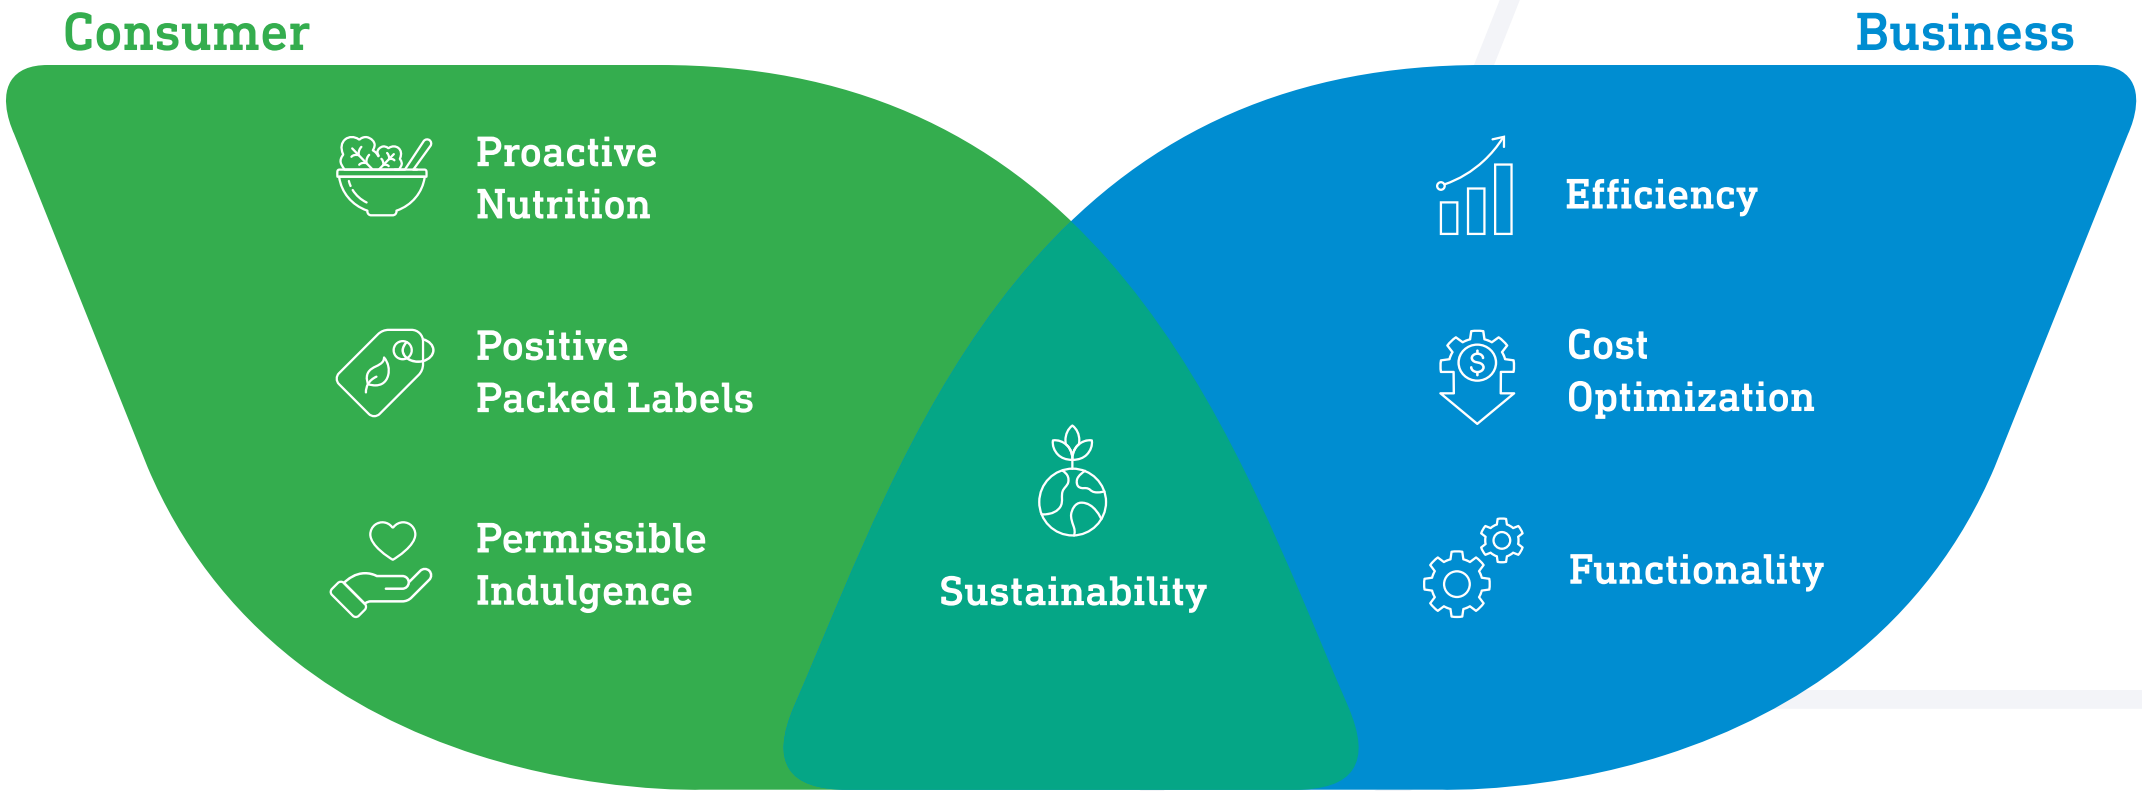 Consumer
Business
Proactive
Nutrition
Positive
Packed Labels
Permissible
Indulgence
Sustainability
Efficiency
Cost
Optimization
Functionality
$